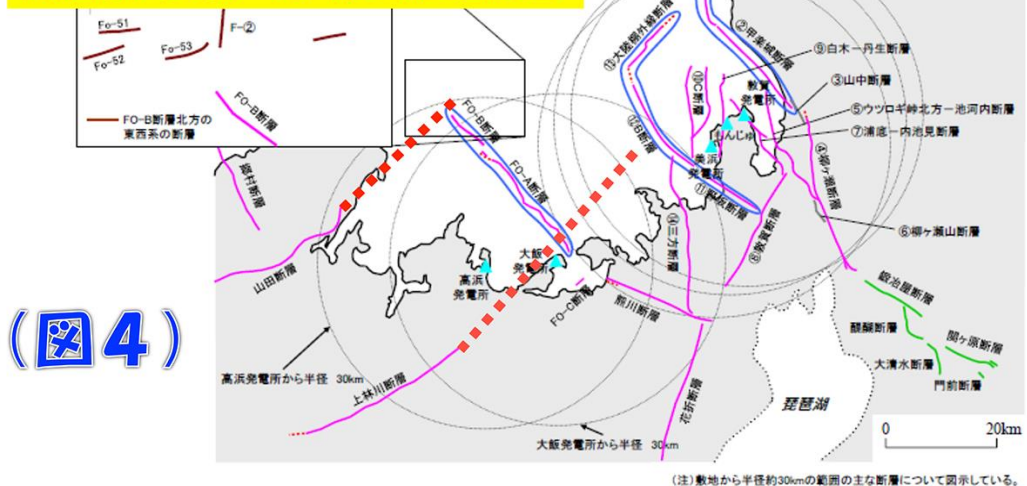 Fo-51
Fo-52
Fo-53
F-②
FO-B断層
FO-B断層北方の
東西系の断層
郷村断層
山田断層
FO-B断層
FO-A断層
⑪大陸棚外縁断層
②甲楽城断層
⑨白木－丹生断層
③山中断層
⑤ウツロギ峠北方－池河内断層
⑦浦底－内池見断層
④柳ヶ瀬断層
⑥柳ヶ瀬山断層
⑩C断層
⑫B断層
敦賀
発電所
もんじゅ
美浜
発電所
⑧敦賀断層
⑭三方断層
高浜
発電所
大飯
発電所
FO-C断層
熊川断層
上林川断層
花折断層
鍛冶屋断層
醍醐断層
関ヶ原断層
大清水断層
門前断層
琵琶湖
(図4)
高浜発電所から半径 30km
大飯発電所から半径 30km
0 20km
(注)敷地から半径約30kmの範囲の主な断層について図示している。